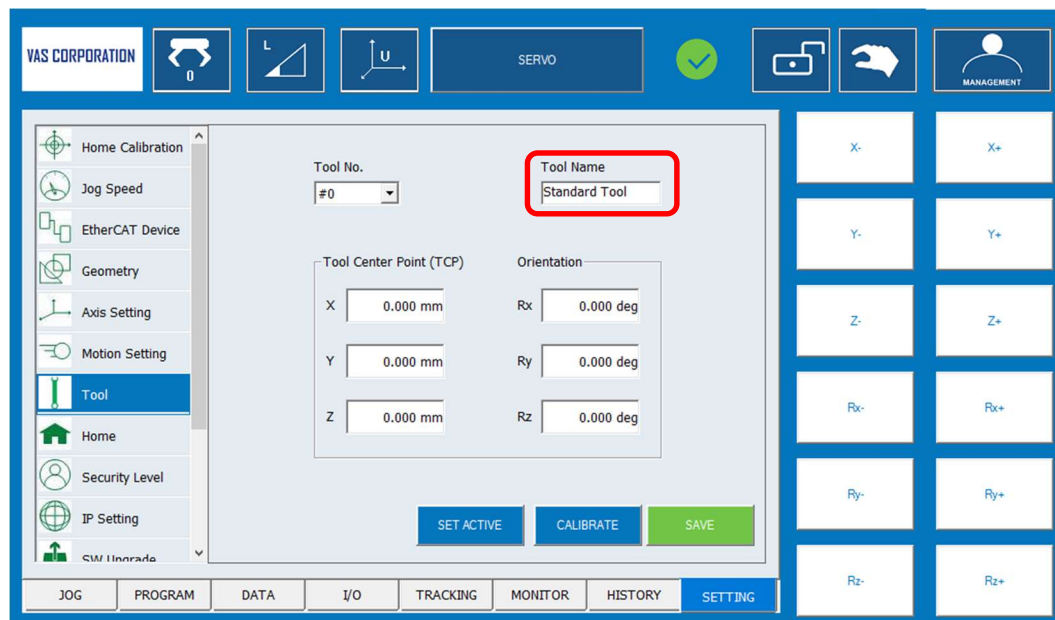 VAS CORPORATION
0
L
U
SERVO
MANAGEMENT
Home Calibration
Jog Speed
EtherCAT Device
Geometry
Axis Setting
Motion Setting
Tool
Home
Security Level
IP Setting
SW Upgrade
Tool No.
#0
Tool Name
Standard Tool
Tool Center Point (TCP)
X 0.000 mm
Y 0.000 mm
Z 0.000 mm
Orientation
Rx 0.000 deg
Ry 0.000 deg
Rz 0.000 deg
SET ACTIVE
CALIBRATE
SAVE
X- X+
Y- Y+
Z- Z+
Rx- Rx+
Ry- Ry+
Rz- Rz+
JOG PROGRAM DATA I/O TRACKING MONITOR HISTORY SETTING